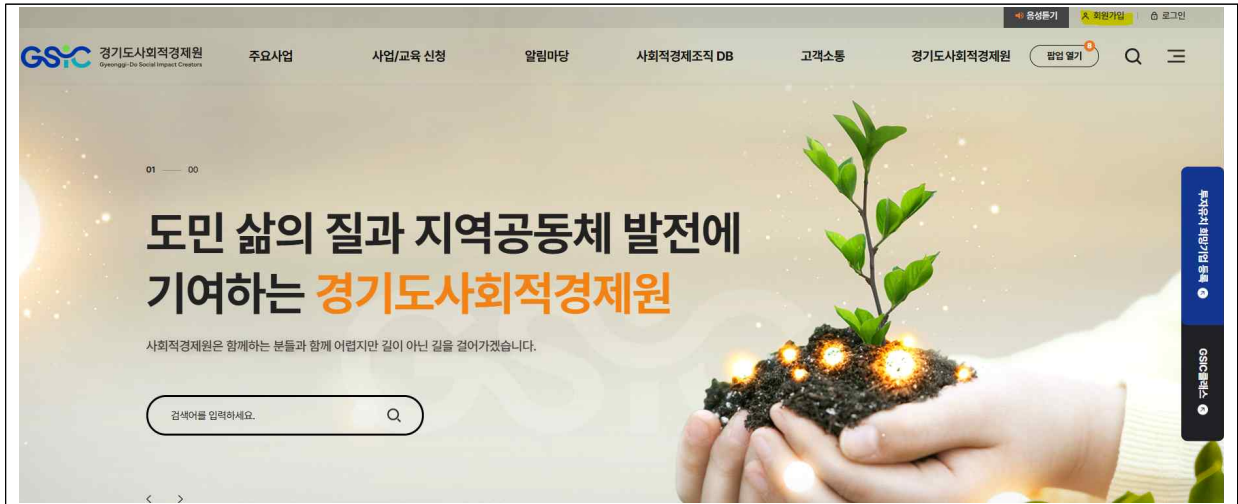 음성듣기 회원가입 로그인
GSIC 경기도사회적경제원
Gyeonggi-Do Social Impact Creators
주요사업 사업/교육 신청 알림마당 사회적경제조직 DB 고객소통 경기도사회적경제원 팝업 열기
01 00
도민 삶의 질과 지역공동체 발전에
기여하는 경기도사회적경제원
사회적경제원은 함께하는 분들과 함께 어렵지만 길이 아닌 길을 걸어가겠습니다.
검색어를 입력하세요.
투자유치 희망기업 등록
GSIC클래스